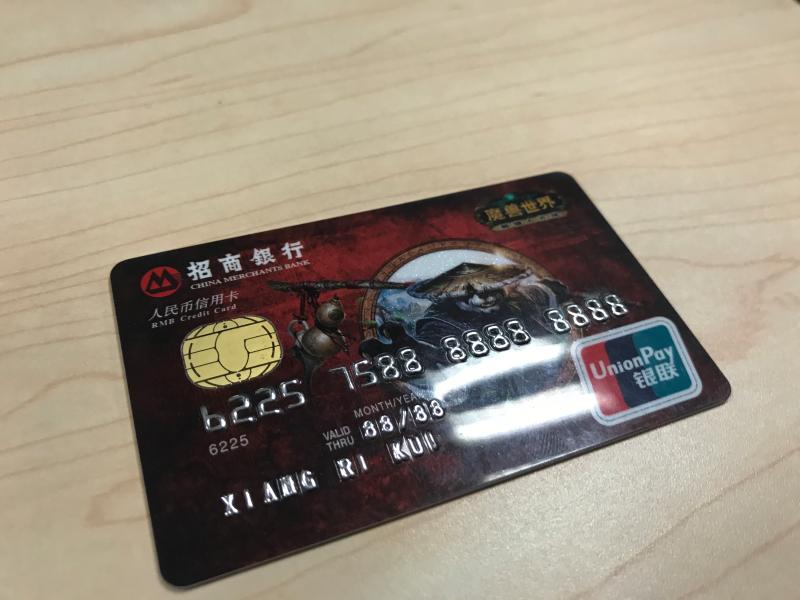 魔兽世界
招商銀行
CHINA MERCHANTS BANK
人民币信用卡
RMB Credit Card
6225 7588 8888 8888
6225
MONTH/YEAR
VALID THRU 88/88
XIANG RI KUI
UnionPay
银联